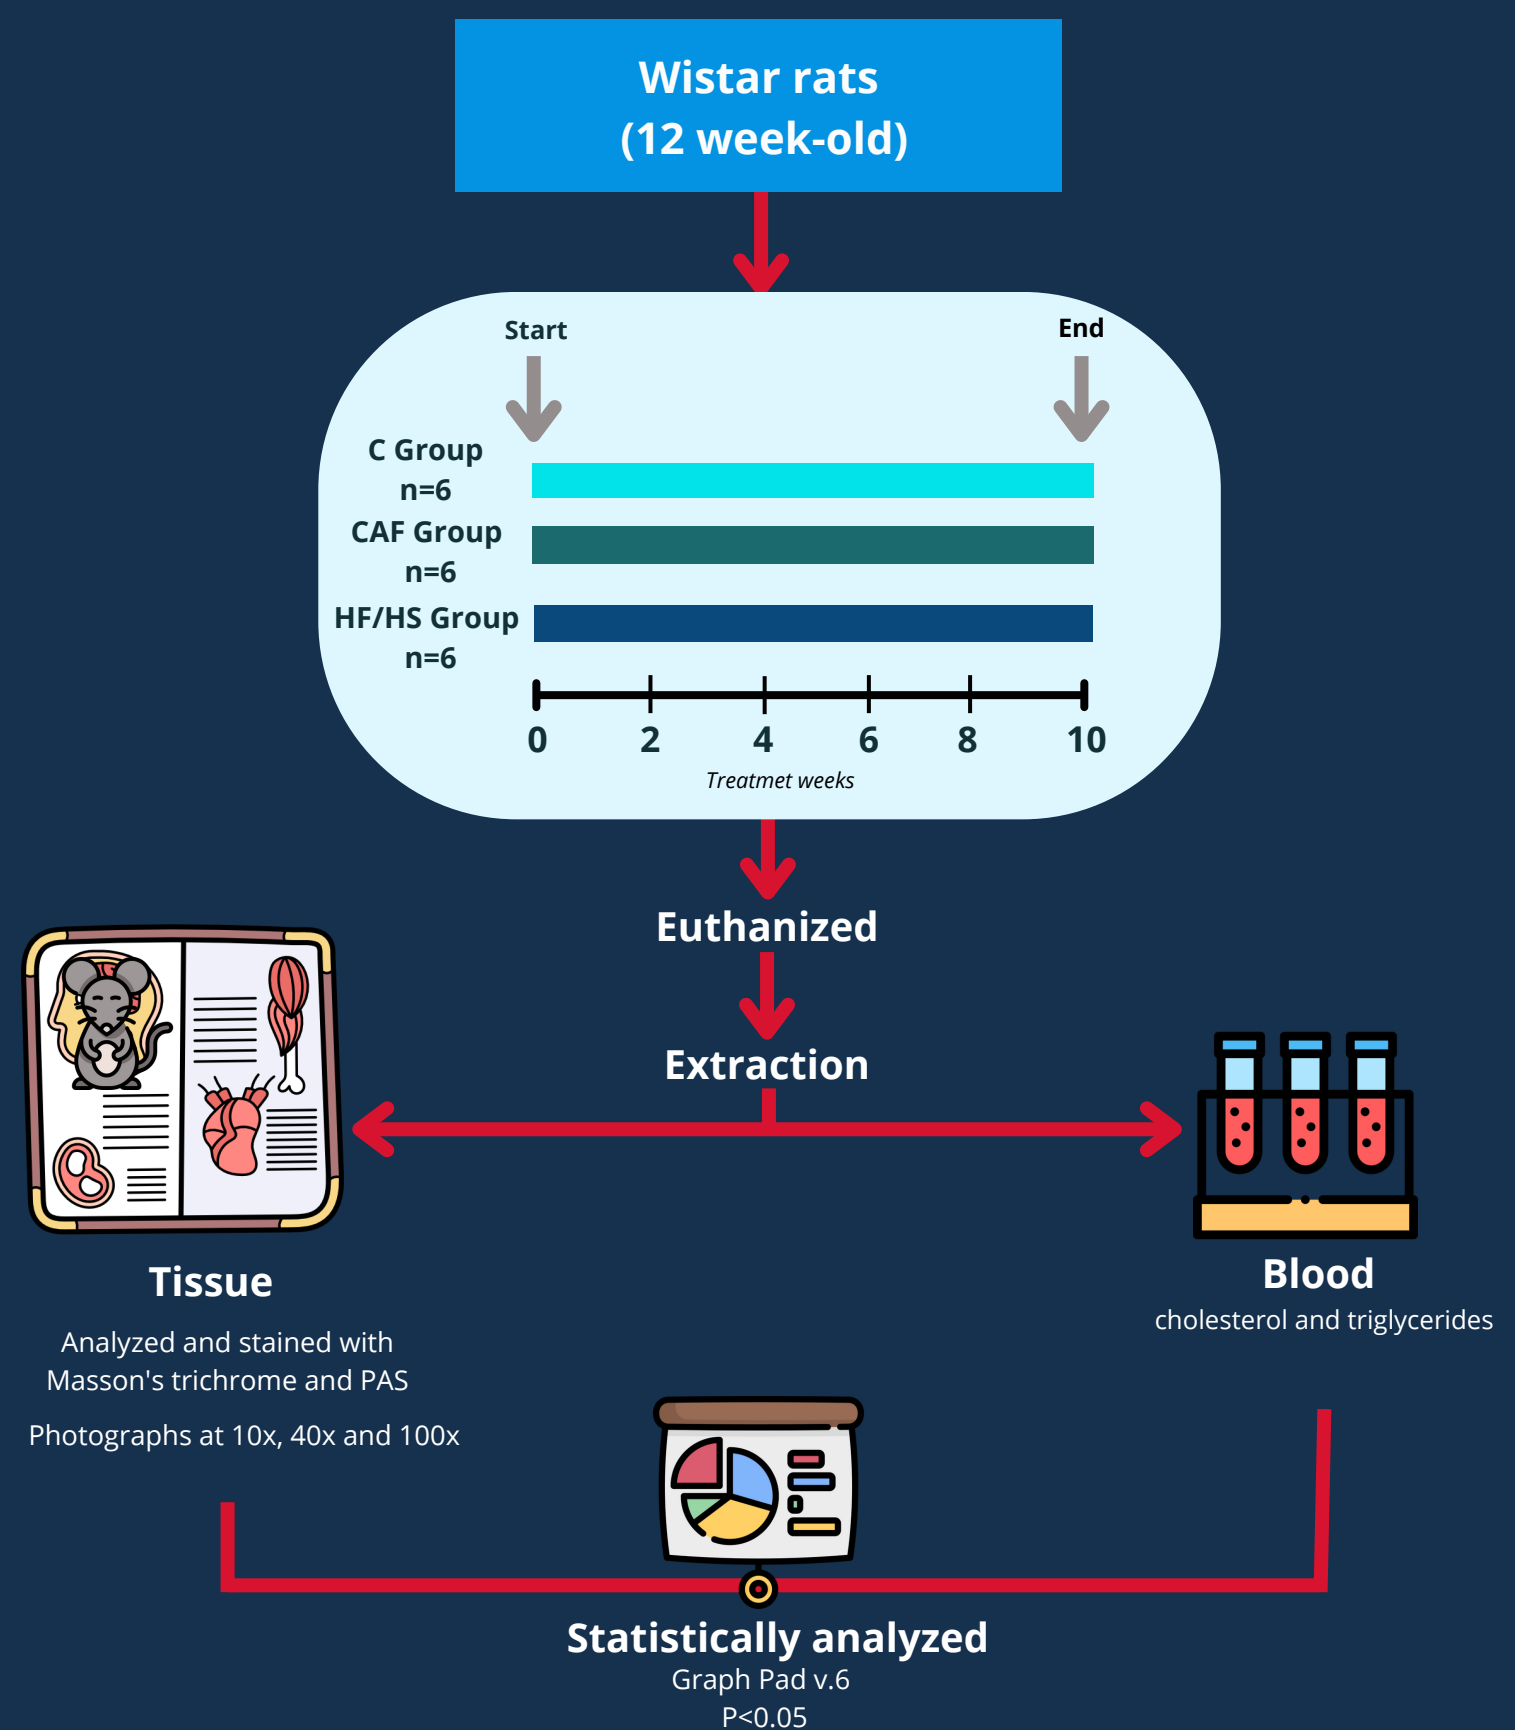 Wistar rats
(12 week-old)
Start
End
C Group
n=6
CAF Group
n=6
HF/HS Group
n=6
0 2 4 6 8 10
Treatmet weeks
Euthanized
Extraction
Tissue
Analyzed and stained with
Masson's trichrome and PAS
Photographs at 10x, 40x and 100x
Blood
cholesterol and triglycerides
Statistically analyzed
Graph Pad v.6
P<0.05